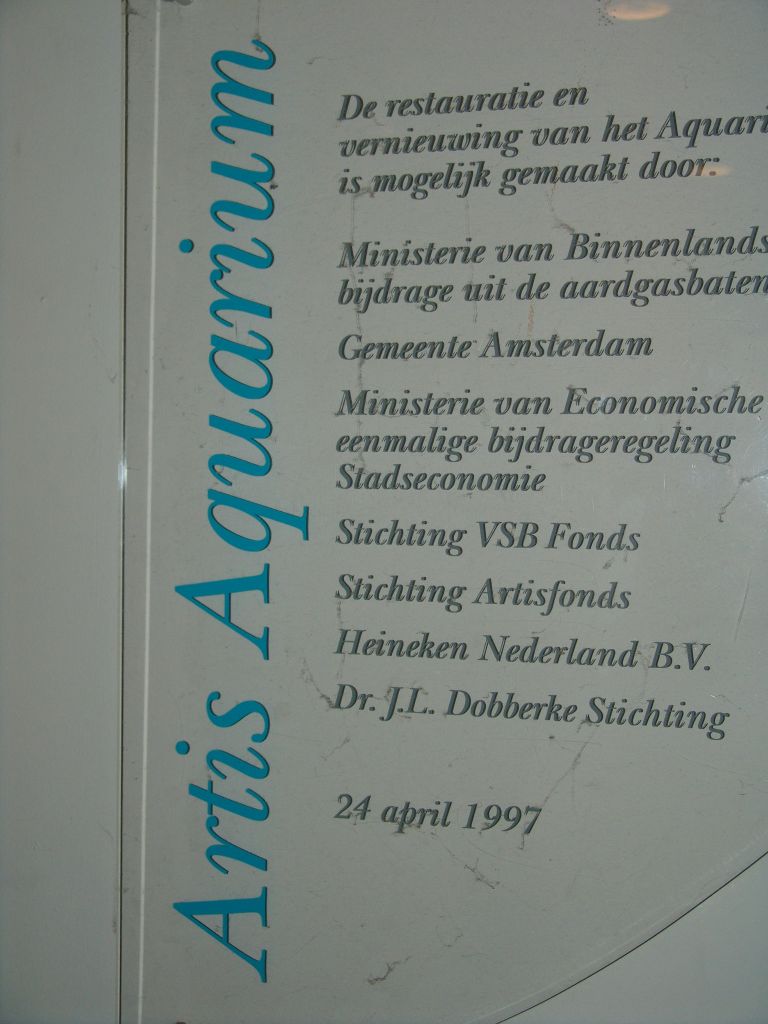 Artis Aquarium
De restauratie en
vernieuwing van het Aquari
is mogelijk gemaakt door:
Ministerie van Binnenlands
bijdrage uit de aardgasbaten
Gemeente Amsterdam
Ministerie van Economische
eenmalige bijdrageregeling
Stadseconomie
Stichting VSB Fonds
Stichting Artisfonds
Heineken Nederland B.V.
Dr. J.L. Dobberke Stichting
24 april 1997